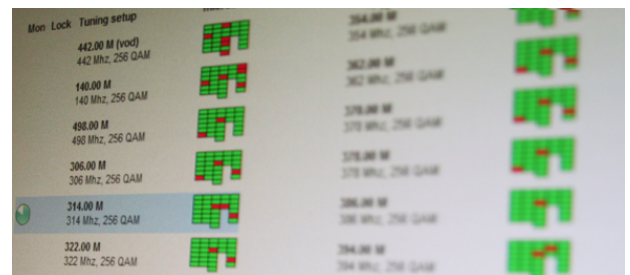 Mon Lock Tuning setup
442.00 M (vod)
442 Mhz, 256 QAM
140.00 M
140 Mhz, 256 QAM
498.00 M
498 Mhz, 256 QAM
306.00 M
306 Mhz, 256 QAM
314.00 M
314 Mhz, 256 QAM
322.00 M
322 Mhz, 256 QAM
354.00 M
354 Mhz, 256 QAM
362.00 M
362 Mhz, 256 QAM
370.00 M
370 Mhz, 256 QAM
378.00 M
378 Mhz, 256 QAM
386.00 M
386 Mhz, 256 QAM
394.00 M
394 Mhz, 256 QAM